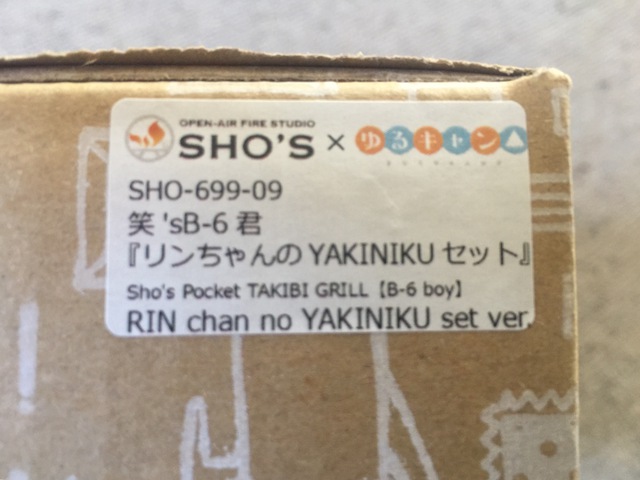 OPEN-AIR FIRE STUDIO
SHO'S × ゆるキャン△
SHO-699-09
笑'sB-6君
『リンちゃんのYAKINIKUセット』
Sho's Pocket TAKIBI GRILL【B-6 boy】
RIN chan no YAKINIKU set ver.